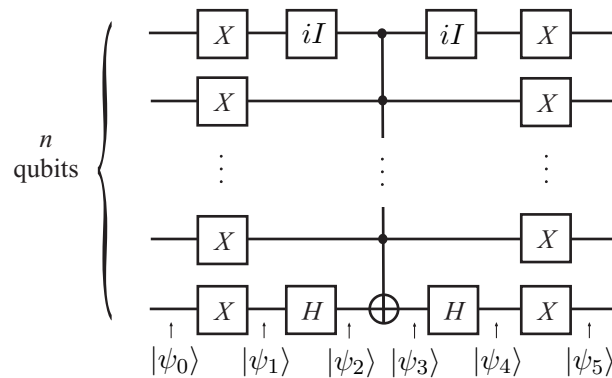 X iI iI X
X X
n
qubits
⋮ ⋮ ⋮
X X
X H H X
|ψ₀⟩ |ψ₁⟩ |ψ₂⟩ |ψ₃⟩ |ψ₄⟩ |ψ₅⟩